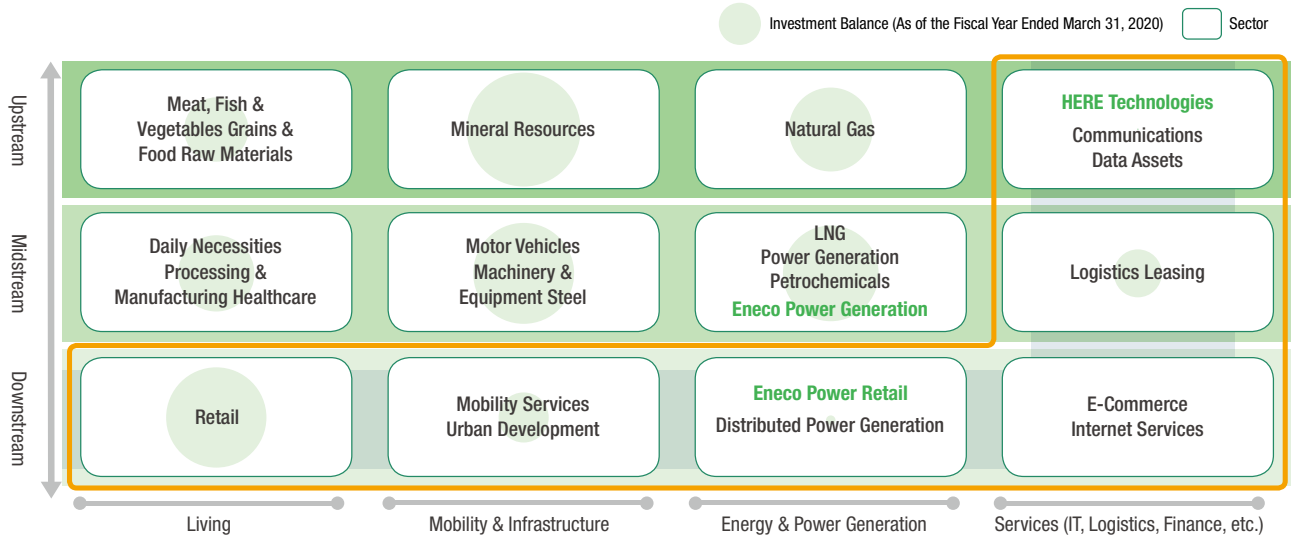 Investment Balance (As of the Fiscal Year Ended March 31, 2020)
Sector
Upstream
Meat, Fish &
Vegetables Grains &
Food Raw Materials
Mineral Resources
Natural Gas
HERE Technologies
Communications
Data Assets
Midstream
Daily Necessities
Processing &
Manufacturing Healthcare
Motor Vehicles
Machinery &
Equipment Steel
LNG
Power Generation
Petrochemicals
Eneco Power Generation
Logistics Leasing
Downstream
Retail
Mobility Services
Urban Development
Eneco Power Retail
Distributed Power Generation
E-Commerce
Internet Services
Living
Mobility & Infrastructure
Energy & Power Generation
Services (IT, Logistics, Finance, etc.)